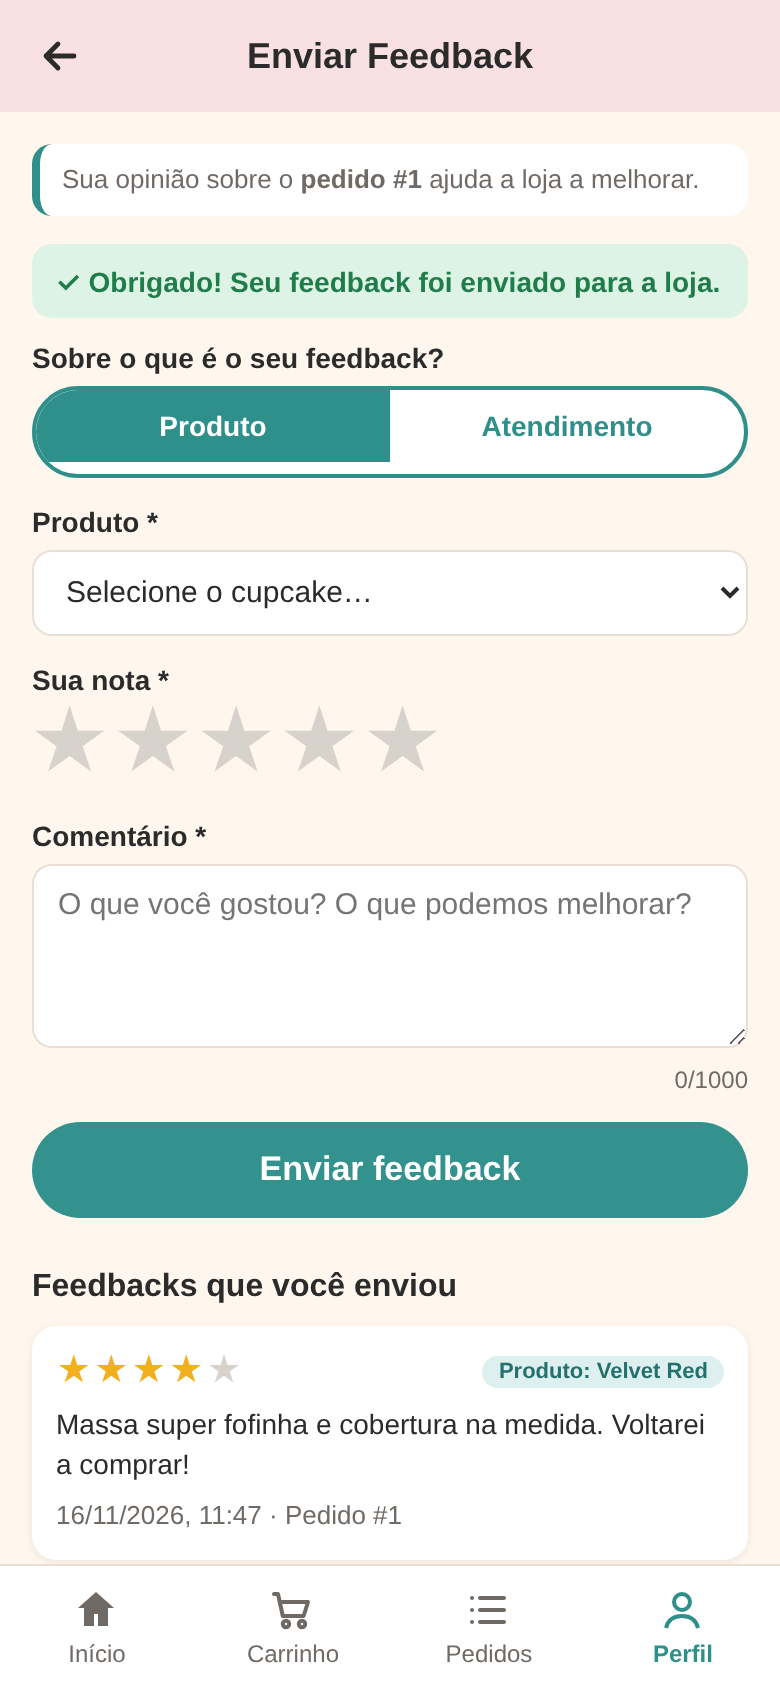 Enviar Feedback
Sua opinião sobre o pedido #1 ajuda a loja a melhorar.
✓ Obrigado! Seu feedback foi enviado para a loja.
Sobre o que é o seu feedback?
Produto
Atendimento
Produto *
Selecione o cupcake…
Sua nota *
★★★★★
Comentário *
O que você gostou? O que podemos melhorar?
0/1000
Enviar feedback
Feedbacks que você enviou
★★★★★ Produto: Velvet Red
Massa super fofinha e cobertura na medida. Voltarei
a comprar!
16/11/2026, 11:47 · Pedido #1
Início
Carrinho
Pedidos
Perfil